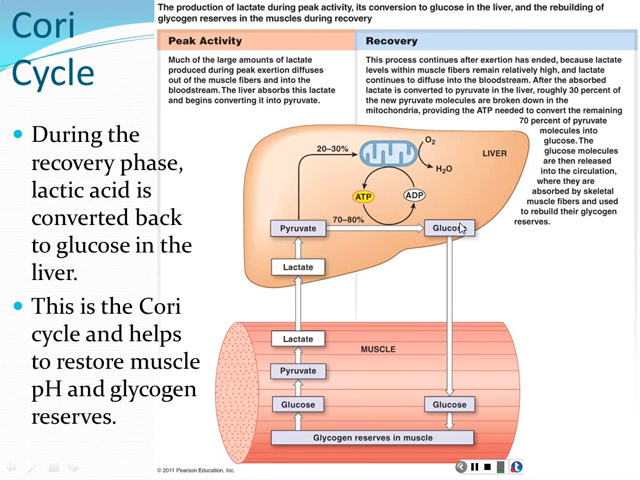 Cori
Cycle
During the
recovery phase,
lactic acid is
converted back
to glucose in the
liver.
This is the Cori
cycle and helps
to restore muscle
pH and glycogen
reserves.
The production of lactate during peak activity, its conversion to glucose in the liver, and the rebuilding of
glycogen reserves in the muscles during recovery
Peak Activity
Much of the large amounts of lactate
produced during peak exertion diffuses
out of the muscles and into the
bloodstream. The liver absorbs this lactate
and begins converting it into pyruvate.
Recovery
This process continues after exertion has ended, because lactate
levels within muscle fibers remain relatively high, and lactate
continues to diffuse into the bloodstream. After the absorbed
lactate is converted to pyruvate in the liver, roughly 30 percent of
the new pyruvate molecules are broken down in the
mitochondria, providing the ATP needed to convert the remaining
70 percent of pyruvate
molecules into
glucose. The
glucose molecules
are then released
into the circulation,
where they are
absorbed by skeletal
muscle fibers and used
to rebuild their glycogen
reserves.
20–30%
O2
LIVER
H2O
ATP
ADP
70–80%
Pyruvate
Glucose
Lactate
Lactate
MUSCLE
Pyruvate
Glucose
Glucose
Glycogen reserves in muscle
© 2011 Pearson Education, Inc.